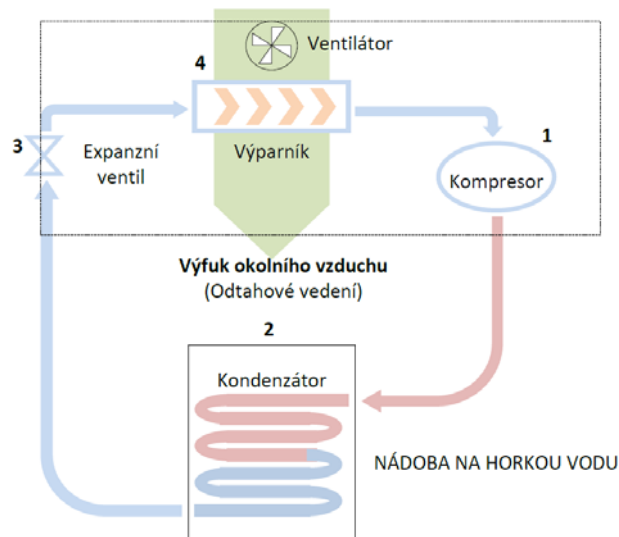 Ventilátor
4
3
Expanzní
ventil
Výparník
1
Kompresor
Výfuk okolního vzduchu
(Odtahové vedení)
2
Kondenzátor
NÁDOBA NA HORKOU VODU